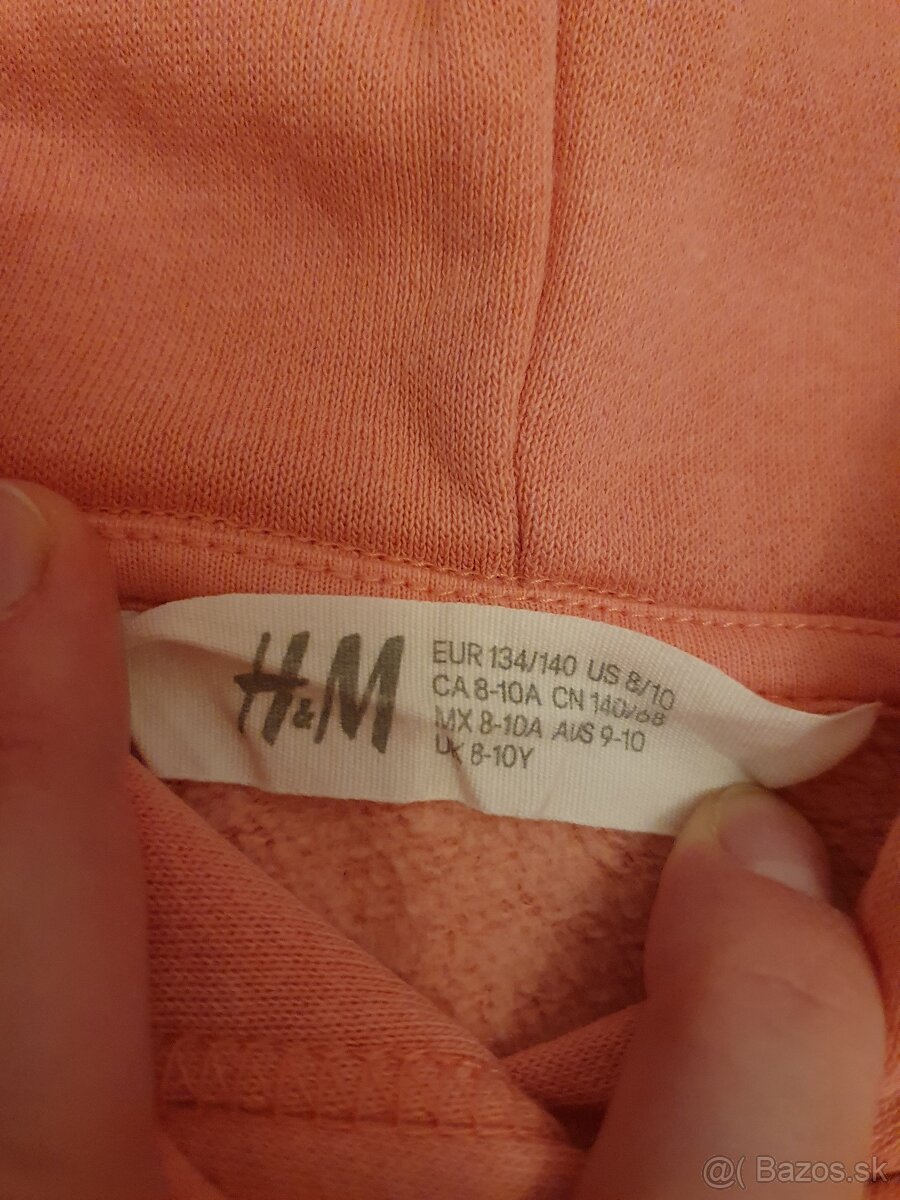 H&M
EUR 134/140 US 8/10
CA 8-10A CN 140/68
MX 8-10A AUS 9-10
UK 8-10Y
@( Bazos.sk